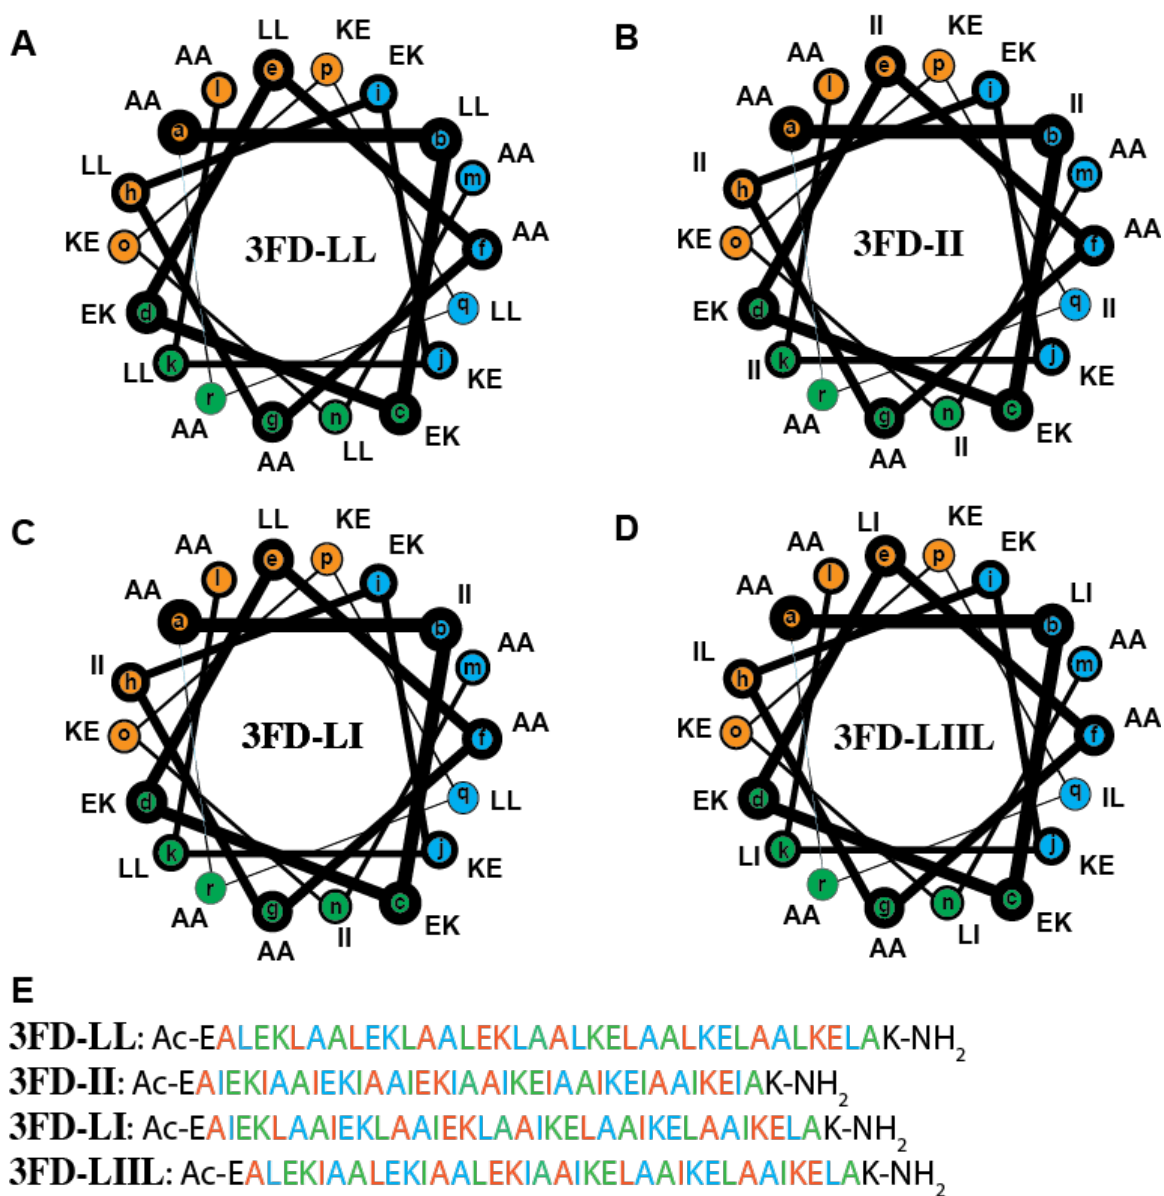 A
LL
KE
EK
AA
AA
LL
LL
AA
KE
AA
EK
LL
LL
KE
AA
AA
LL
EK
l
e
p
i
a
b
h
m
o
f
d
q
k
j
r
g
n
c
3FD-LL
B
II
KE
EK
AA
AA
II
II
AA
KE
AA
EK
II
II
KE
AA
AA
II
EK
l
e
p
i
a
b
h
m
o
f
d
q
k
j
r
g
n
c
3FD-II
C
LL
KE
EK
AA
AA
II
II
AA
KE
AA
EK
LL
LL
KE
AA
AA
II
EK
l
e
p
i
a
b
h
m
o
f
d
q
k
j
r
g
n
c
3FD-LI
D
LI
KE
EK
AA
AA
LI
IL
AA
KE
AA
EK
IL
LI
KE
AA
AA
LI
EK
l
e
p
i
a
b
h
m
o
f
d
q
k
j
r
g
n
c
3FD-LIIL
E
3FD-LL: Ac-EALEKLAALEKLAALEKLAALKELAALKELAALKELAK-NH2
3FD-II: Ac-EAIEKIAAIEKIAAIEKIAAIKEIAAIKEIAAIKEIAK-NH2
3FD-LI: Ac-EAIEKLAAIEKLAAIEKLAAIKELAAIKELAAIKELAK-NH2
3FD-LIIL: Ac-EALEKIAALEKIAALEKIAAIKELAAIKELAAIKELAK-NH2